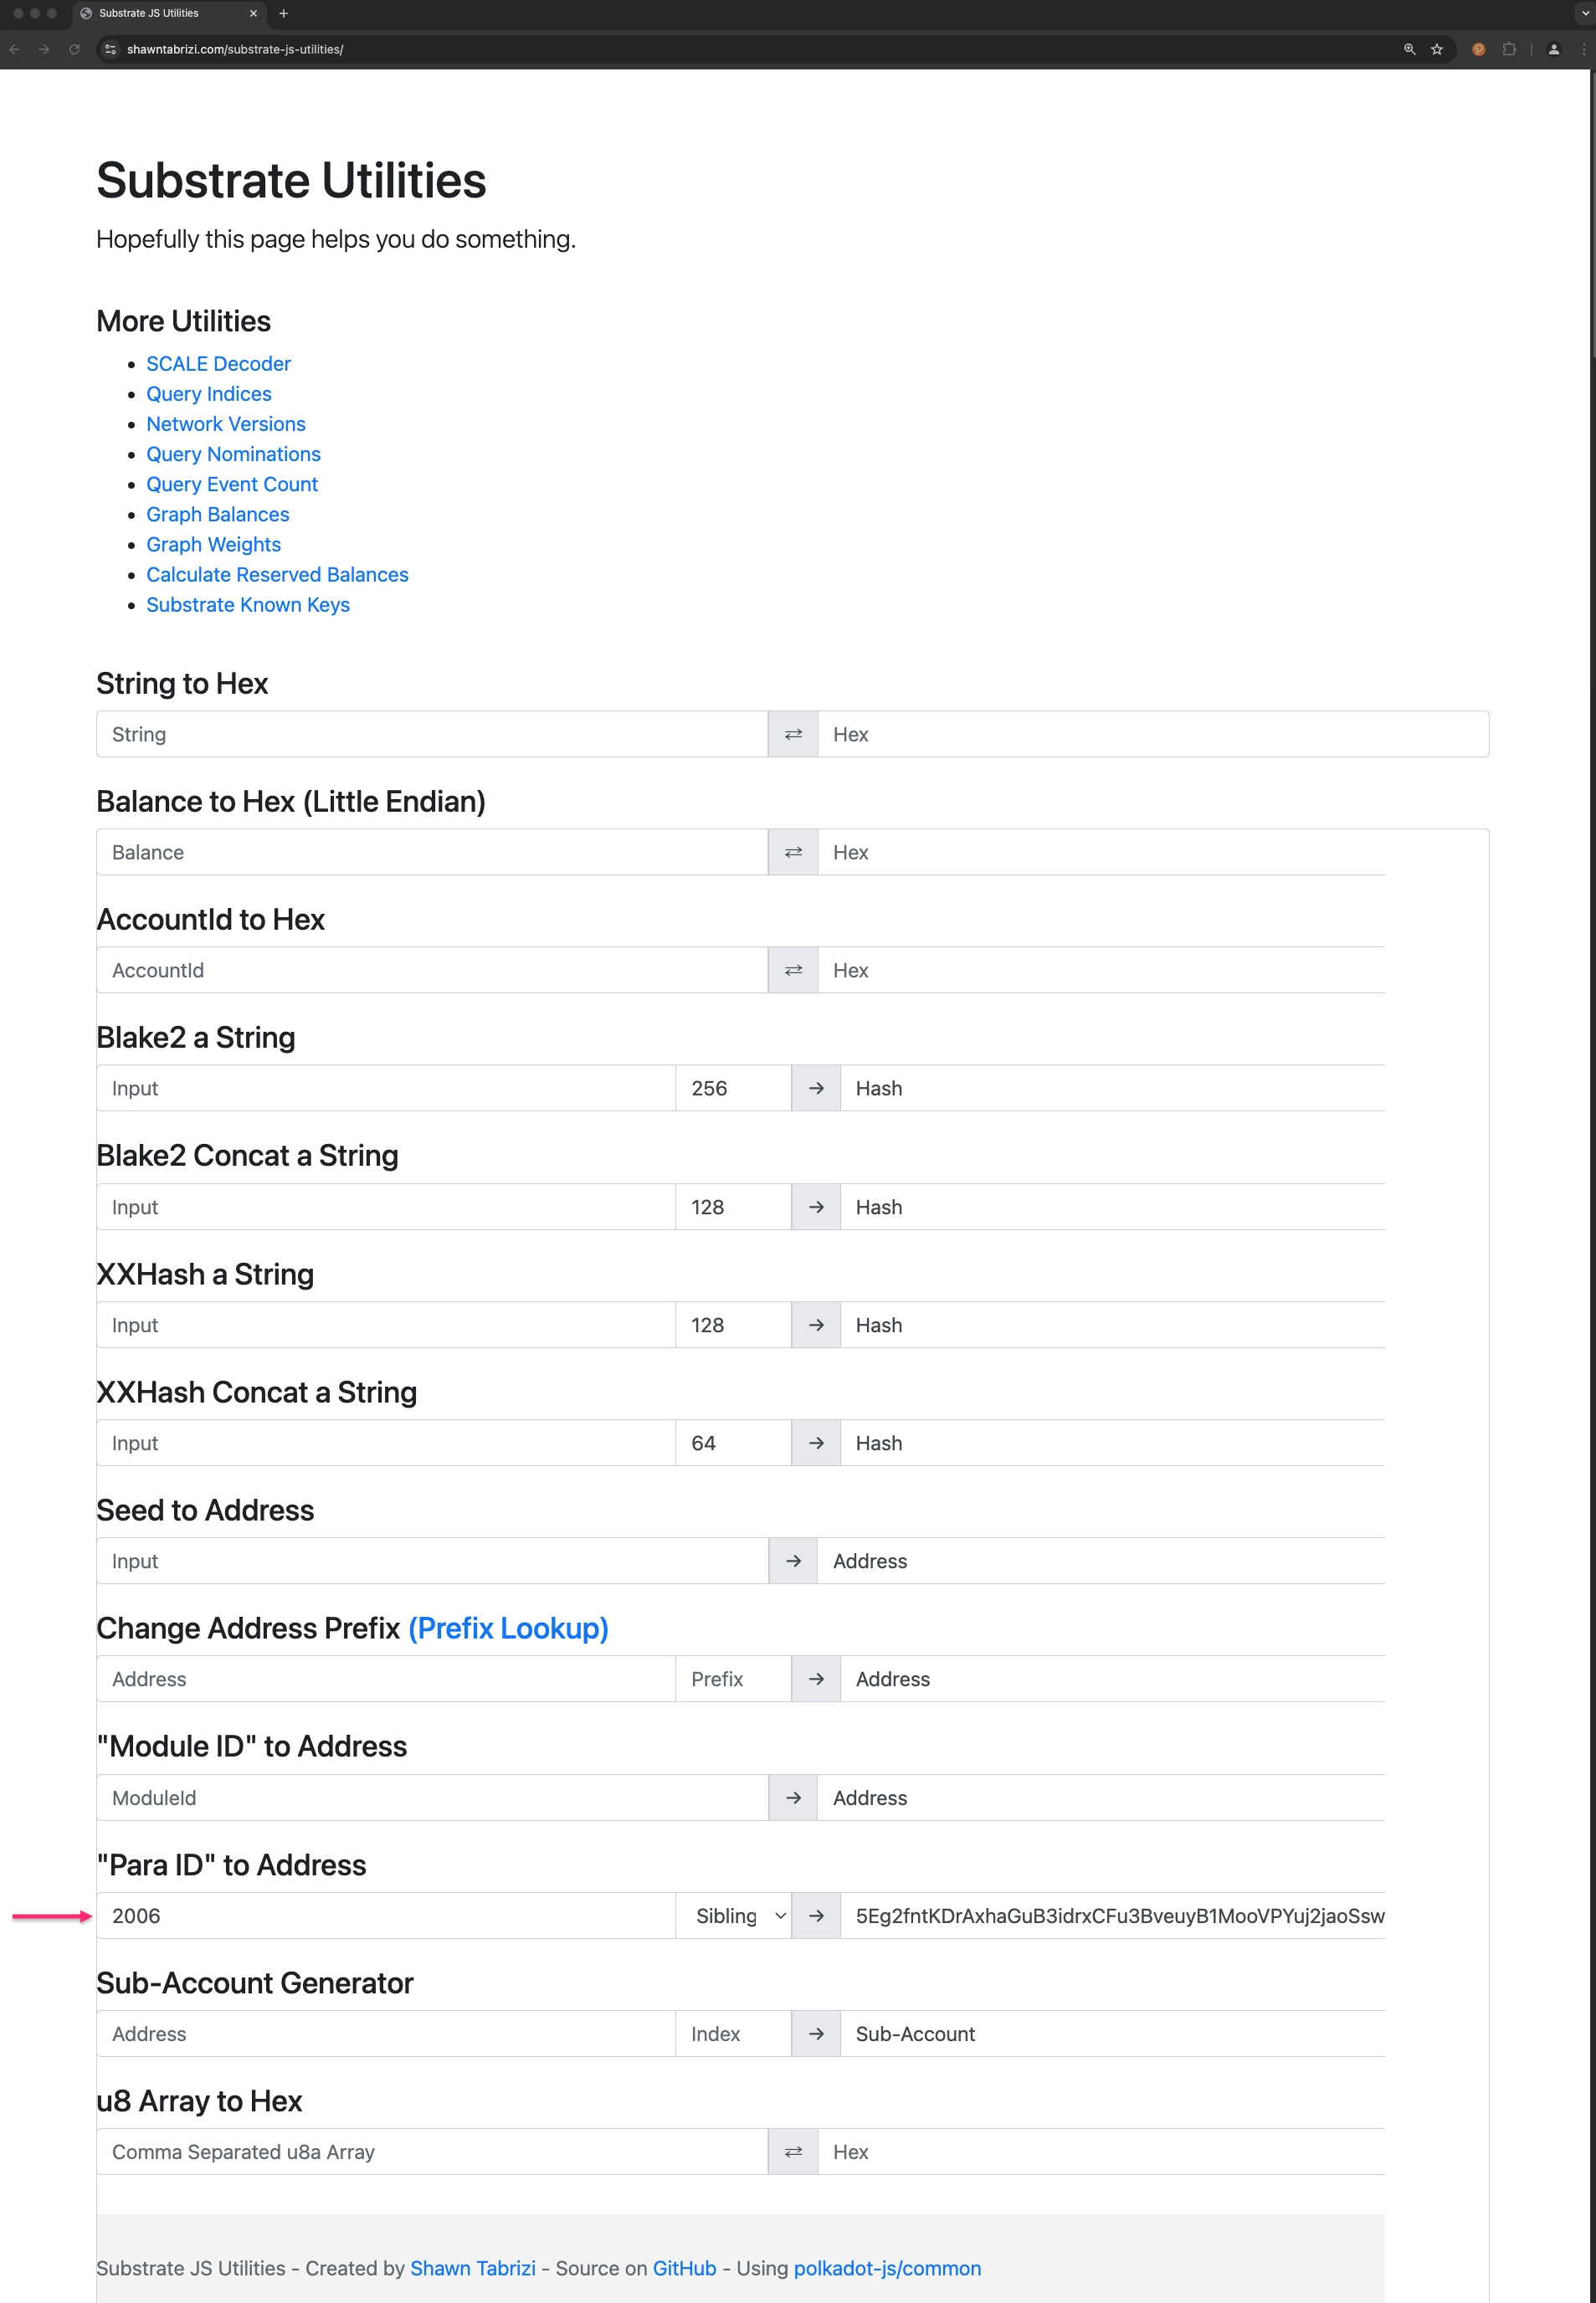 Substrate JS Utilities
shawntabrizi.com/substrate-js-utilities/
Substrate Utilities
Hopefully this page helps you do something.
More Utilities
SCALE Decoder
Query Indices
Network Versions
Query Nominations
Query Event Count
Graph Balances
Graph Weights
Calculate Reserved Balances
Substrate Known Keys
String to Hex
String ⇄ Hex
Balance to Hex (Little Endian)
Balance ⇄ Hex
AccountId to Hex
AccountId ⇄ Hex
Blake2 a String
Input 256 → Hash
Blake2 Concat a String
Input 128 → Hash
XXHash a String
Input 128 → Hash
XXHash Concat a String
Input 64 → Hash
Seed to Address
Input → Address
Change Address Prefix (Prefix Lookup)
Address Prefix → Address
"Module ID" to Address
ModuleId → Address
"Para ID" to Address
2006 Sibling → 5Eg2fntKDrAxhaGuB3idrxCFu3BveuyB1MooVPYuj2jaoSsw
Sub-Account Generator
Address Index → Sub-Account
u8 Array to Hex
Comma Separated u8a Array ⇄ Hex
Substrate JS Utilities - Created by Shawn Tabrizi - Source on GitHub - Using polkadot-js/common